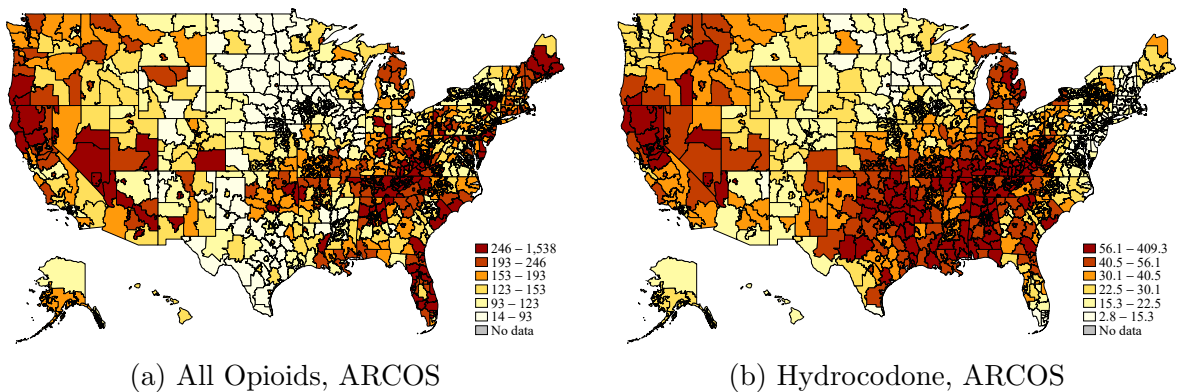 246 − 1,538
193 − 246
153 − 193
123 − 153
93 − 123
14 − 93
No data
(a) All Opioids, ARCOS
56.1 − 409.3
40.5 − 56.1
30.1 − 40.5
22.5 − 30.1
15.3 − 22.5
2.8 − 15.3
No data
(b) Hydrocodone, ARCOS